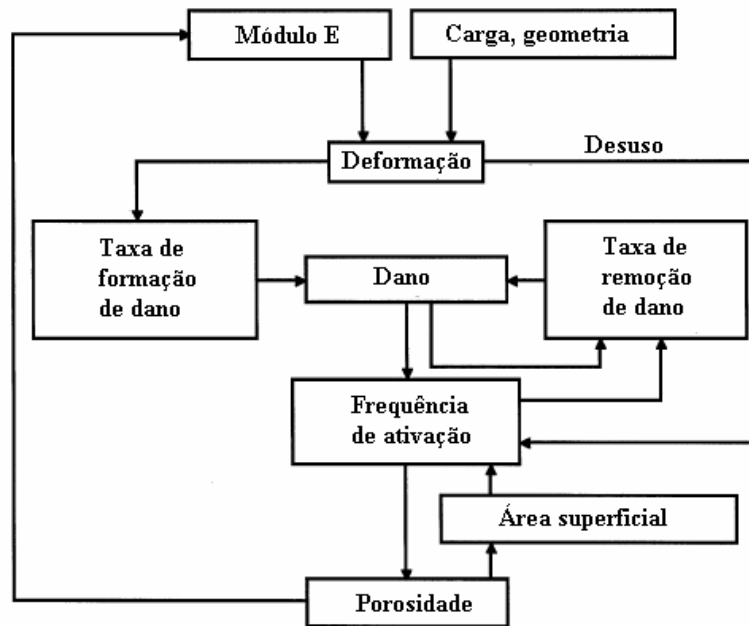 Módulo E
Carga, geometria
Deformação
Desuso
Taxa de
formação
de dano
Dano
Taxa de
remoção
de dano
Frequência
de ativação
Área superficial
Porosidade